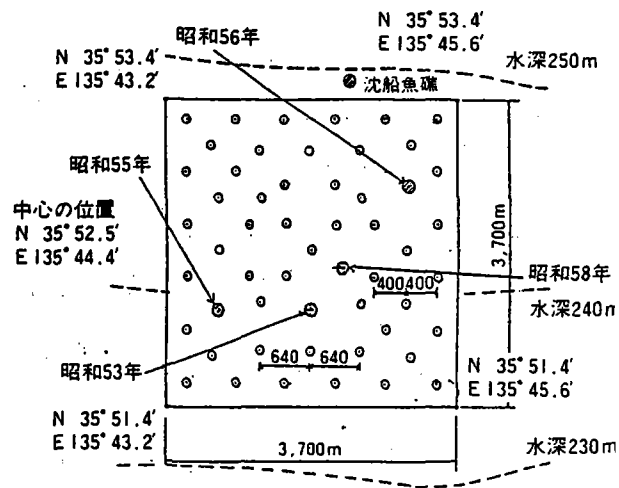 昭和56年
N 35°53.4′
E 135°45.6′
N 35°53.4′
E 135°43.2′
水深250m
沈船魚礁
昭和55年
中心の位置
N 35°52.5′
E 135°44.4′
3,700m
昭和58年
400 400
水深240m
昭和53年
640 640
N 35°51.4′
E 135°45.6′
N 35°51.4′
E 135°43.2′
3,700m
水深230m